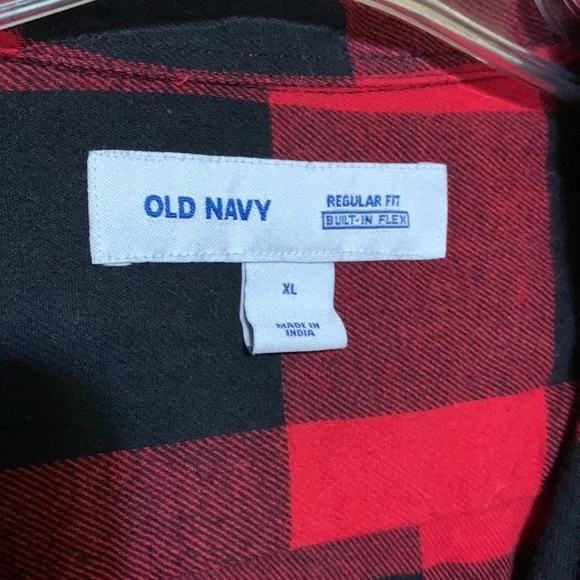 OLD NAVY
REGULAR FIT
BUILT-IN FLEX
XL
MADE IN
INDIA